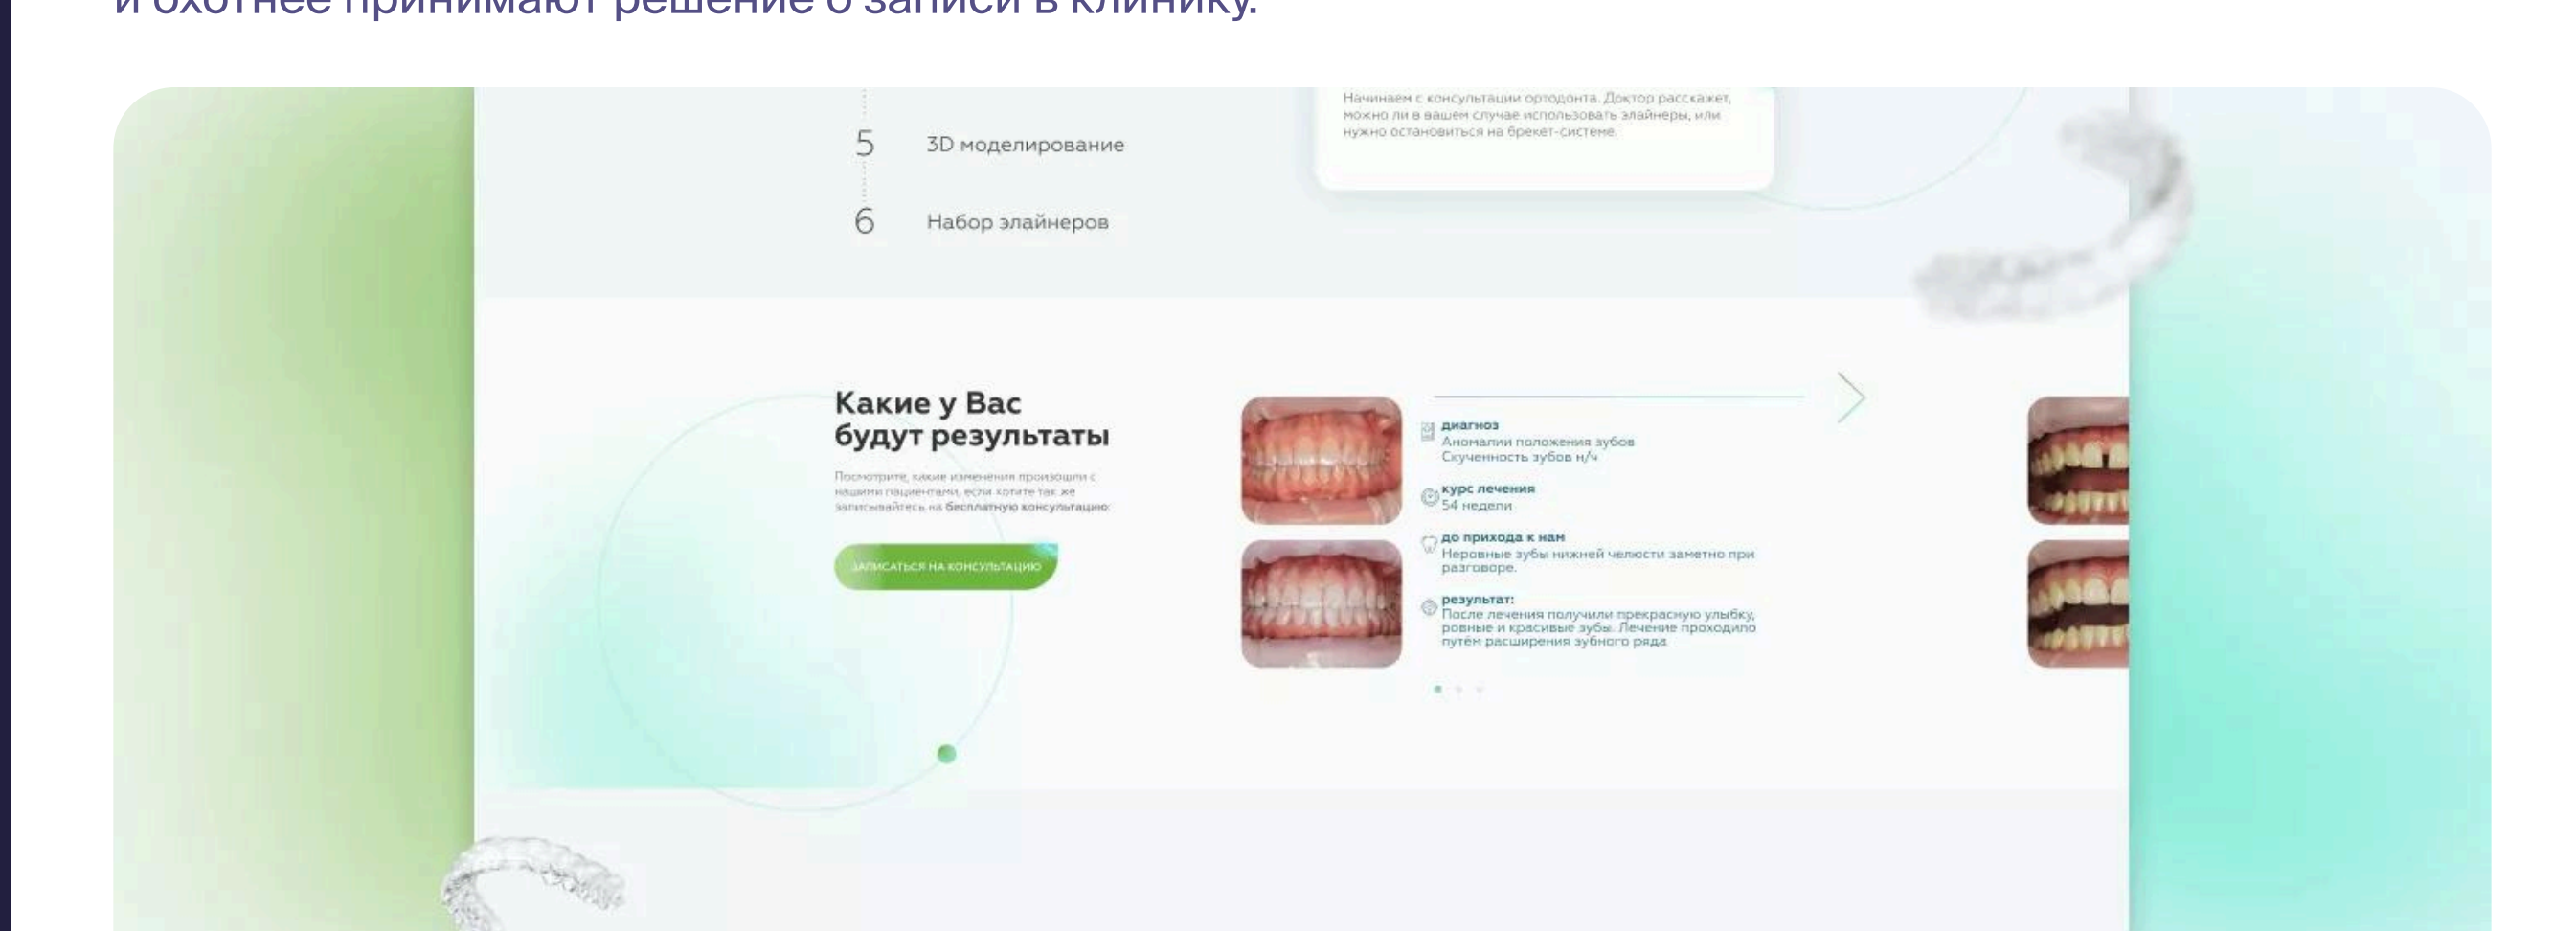 и охотнее принимают решение о записи в клинику.
Начинаем с консультации ортодонта. Доктор расскажет,
можно ли в вашем случае использовать элайнеры, или
нужно остановиться на брекет-системе.
5 3D моделирование
6 Набор элайнеров
Какие у Вас
будут результаты
Посмотрите, какие изменения произошли с
нашими пациентами, если хотите так же
записывайтесь на бесплатную консультацию:
ЗАПИСАТЬСЯ НА КОНСУЛЬТАЦИЮ
диагноз
Аномалии положения зубов
Скученность зубов н/ч
курс лечения
54 недели
до прихода к нам
Неровные зубы нижней челюсти заметно при
разговоре.
результат:
После лечения получили прекрасную улыбку,
ровные и красивые зубы. Лечение проходило
путём расширения зубного ряда